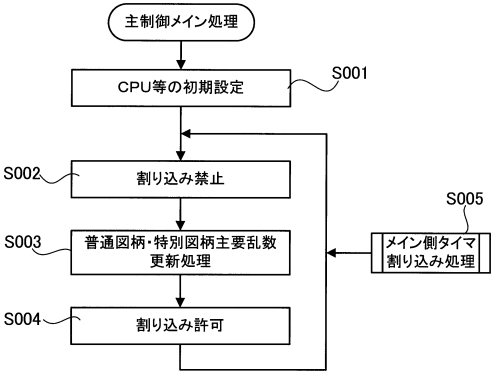 主制御メイン処理
S001
CPU等の初期設定
S002
割り込み禁止
S005
S003
普通図柄・特別図柄主要乱数
更新処理
メイン側タイマ
割り込み処理
S004
割り込み許可